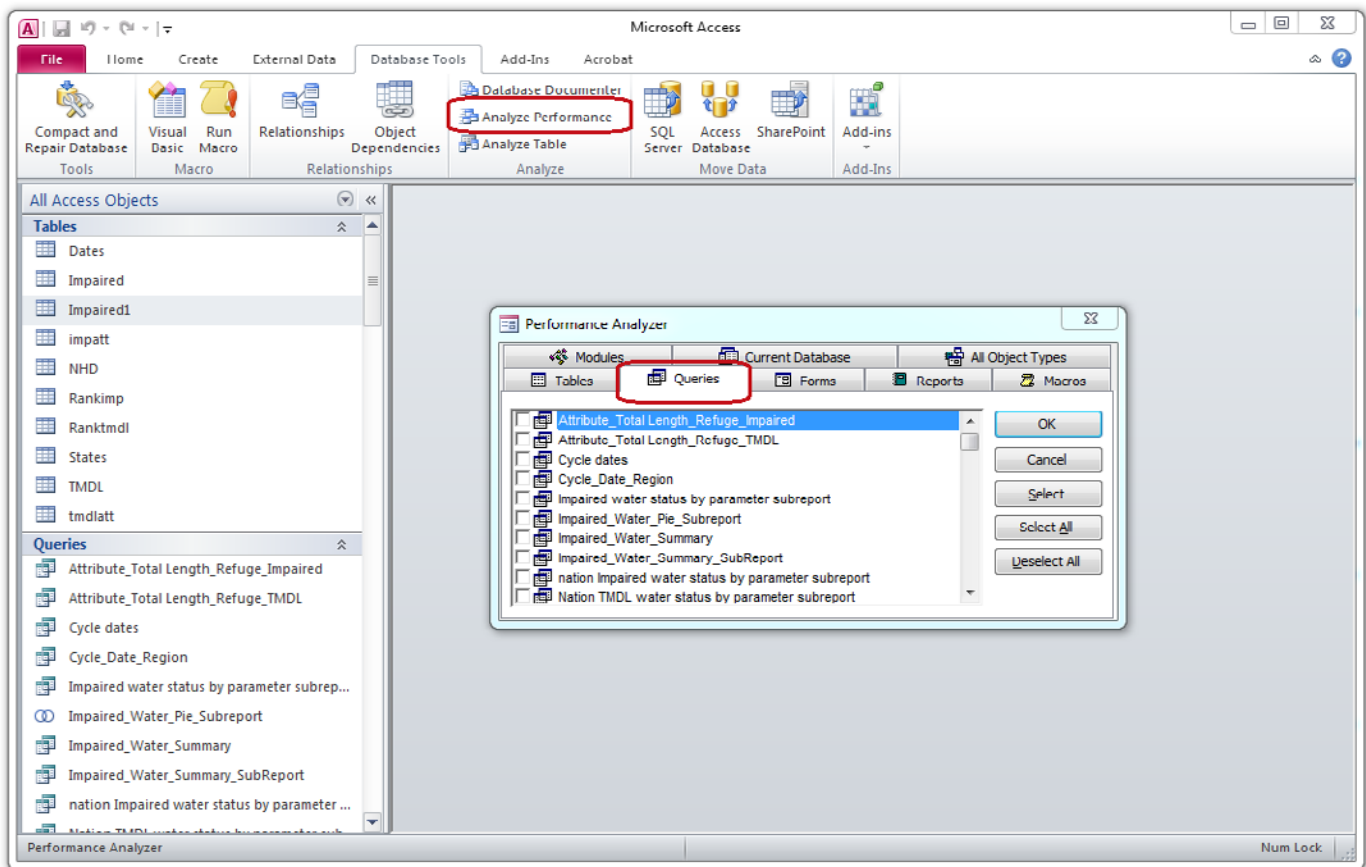 Microsoft Access
File Home Create External Data Database Tools Add-Ins Acrobat
Compact and Repair Database
Visual Basic
Run Macro
Relationships
Object Dependencies
Database Documenter
Analyze Performance
Analyze Table
SQL Server
Access Database
SharePoint
Add-ins
Tools Macro Relationships Analyze Move Data Add-Ins
All Access Objects
Tables
Dates
Impaired
Impaired1
impatt
NHD
Rankimp
Ranktmdl
States
TMDL
tmdlatt
Queries
Attribute_Total Length_Refuge_Impaired
Attribute_Total Length_Refuge_TMDL
Cycle dates
Cycle_Date_Region
Impaired water status by parameter subrep...
Impaired_Water_Pie_Subreport
Impaired_Water_Summary
Impaired_Water_Summary_SubReport
nation Impaired water status by parameter ...
Performance Analyzer
Modules Current Database All Object Types
Tables Queries Forms Reports Macros
Attribute_Total Length_Refuge_Impaired
Attribute_Total Length_Refuge_TMDL
Cycle dates
Cycle_Date_Region
Impaired water status by parameter subreport
Impaired_Water_Pie_Subreport
Impaired_Water_Summary
Impaired_Water_Summary_SubReport
nation Impaired water status by parameter subreport
Nation TMDL water status by parameter subreport
OK
Cancel
Select
Select All
Deselect All
Performance Analyzer Num Lock